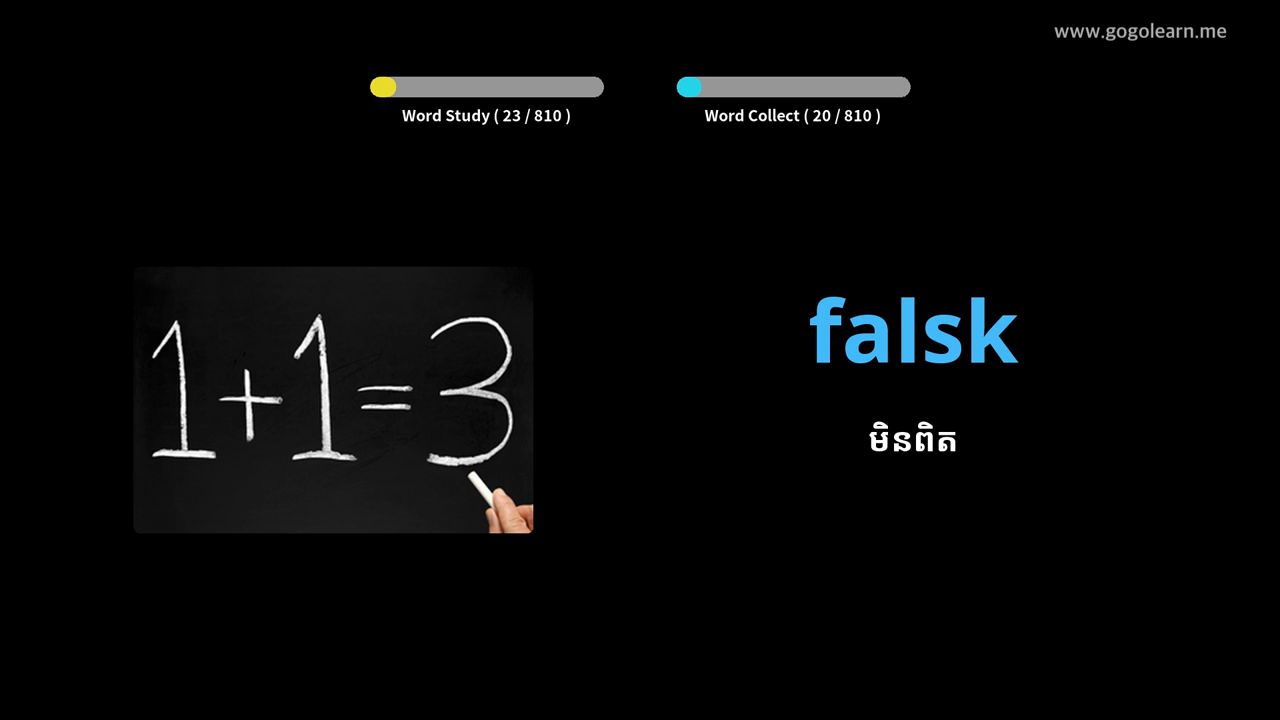 www.gogolearn.me
Word Study ( 23 / 810 )
Word Collect ( 20 / 810 )
1+1=3
falsk
មិនពិត